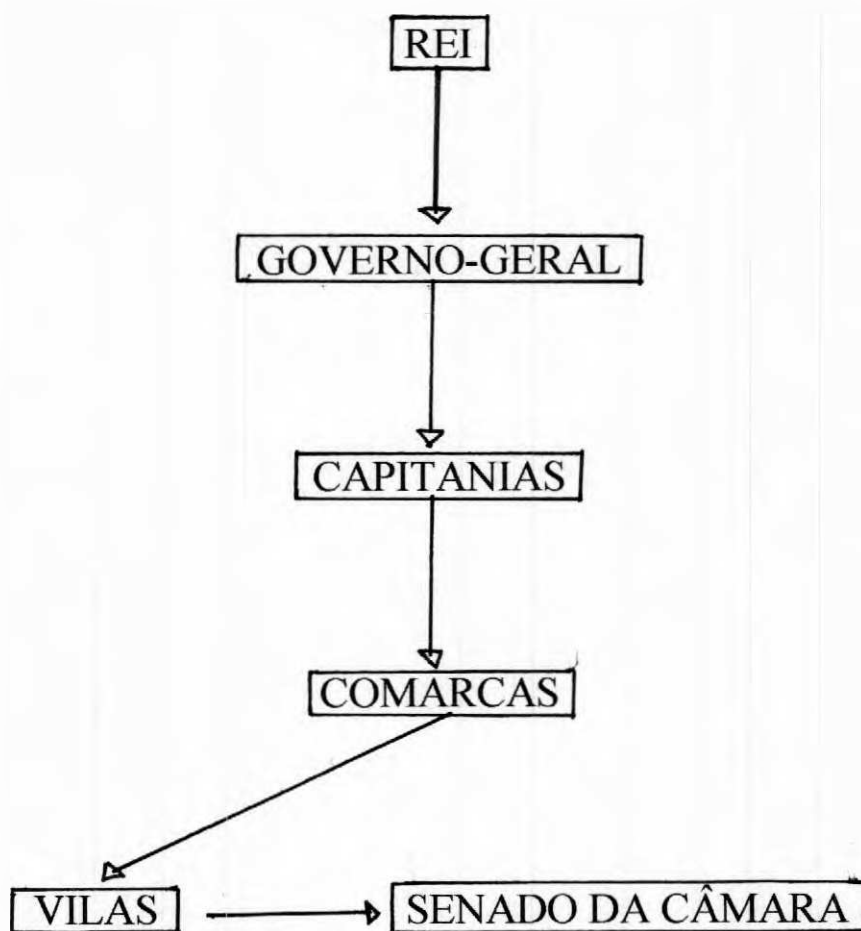 REI
GOVERNO-GERAL
CAPITANIAS
COMARCAS
VILAS
SENADO DA CÂMARA